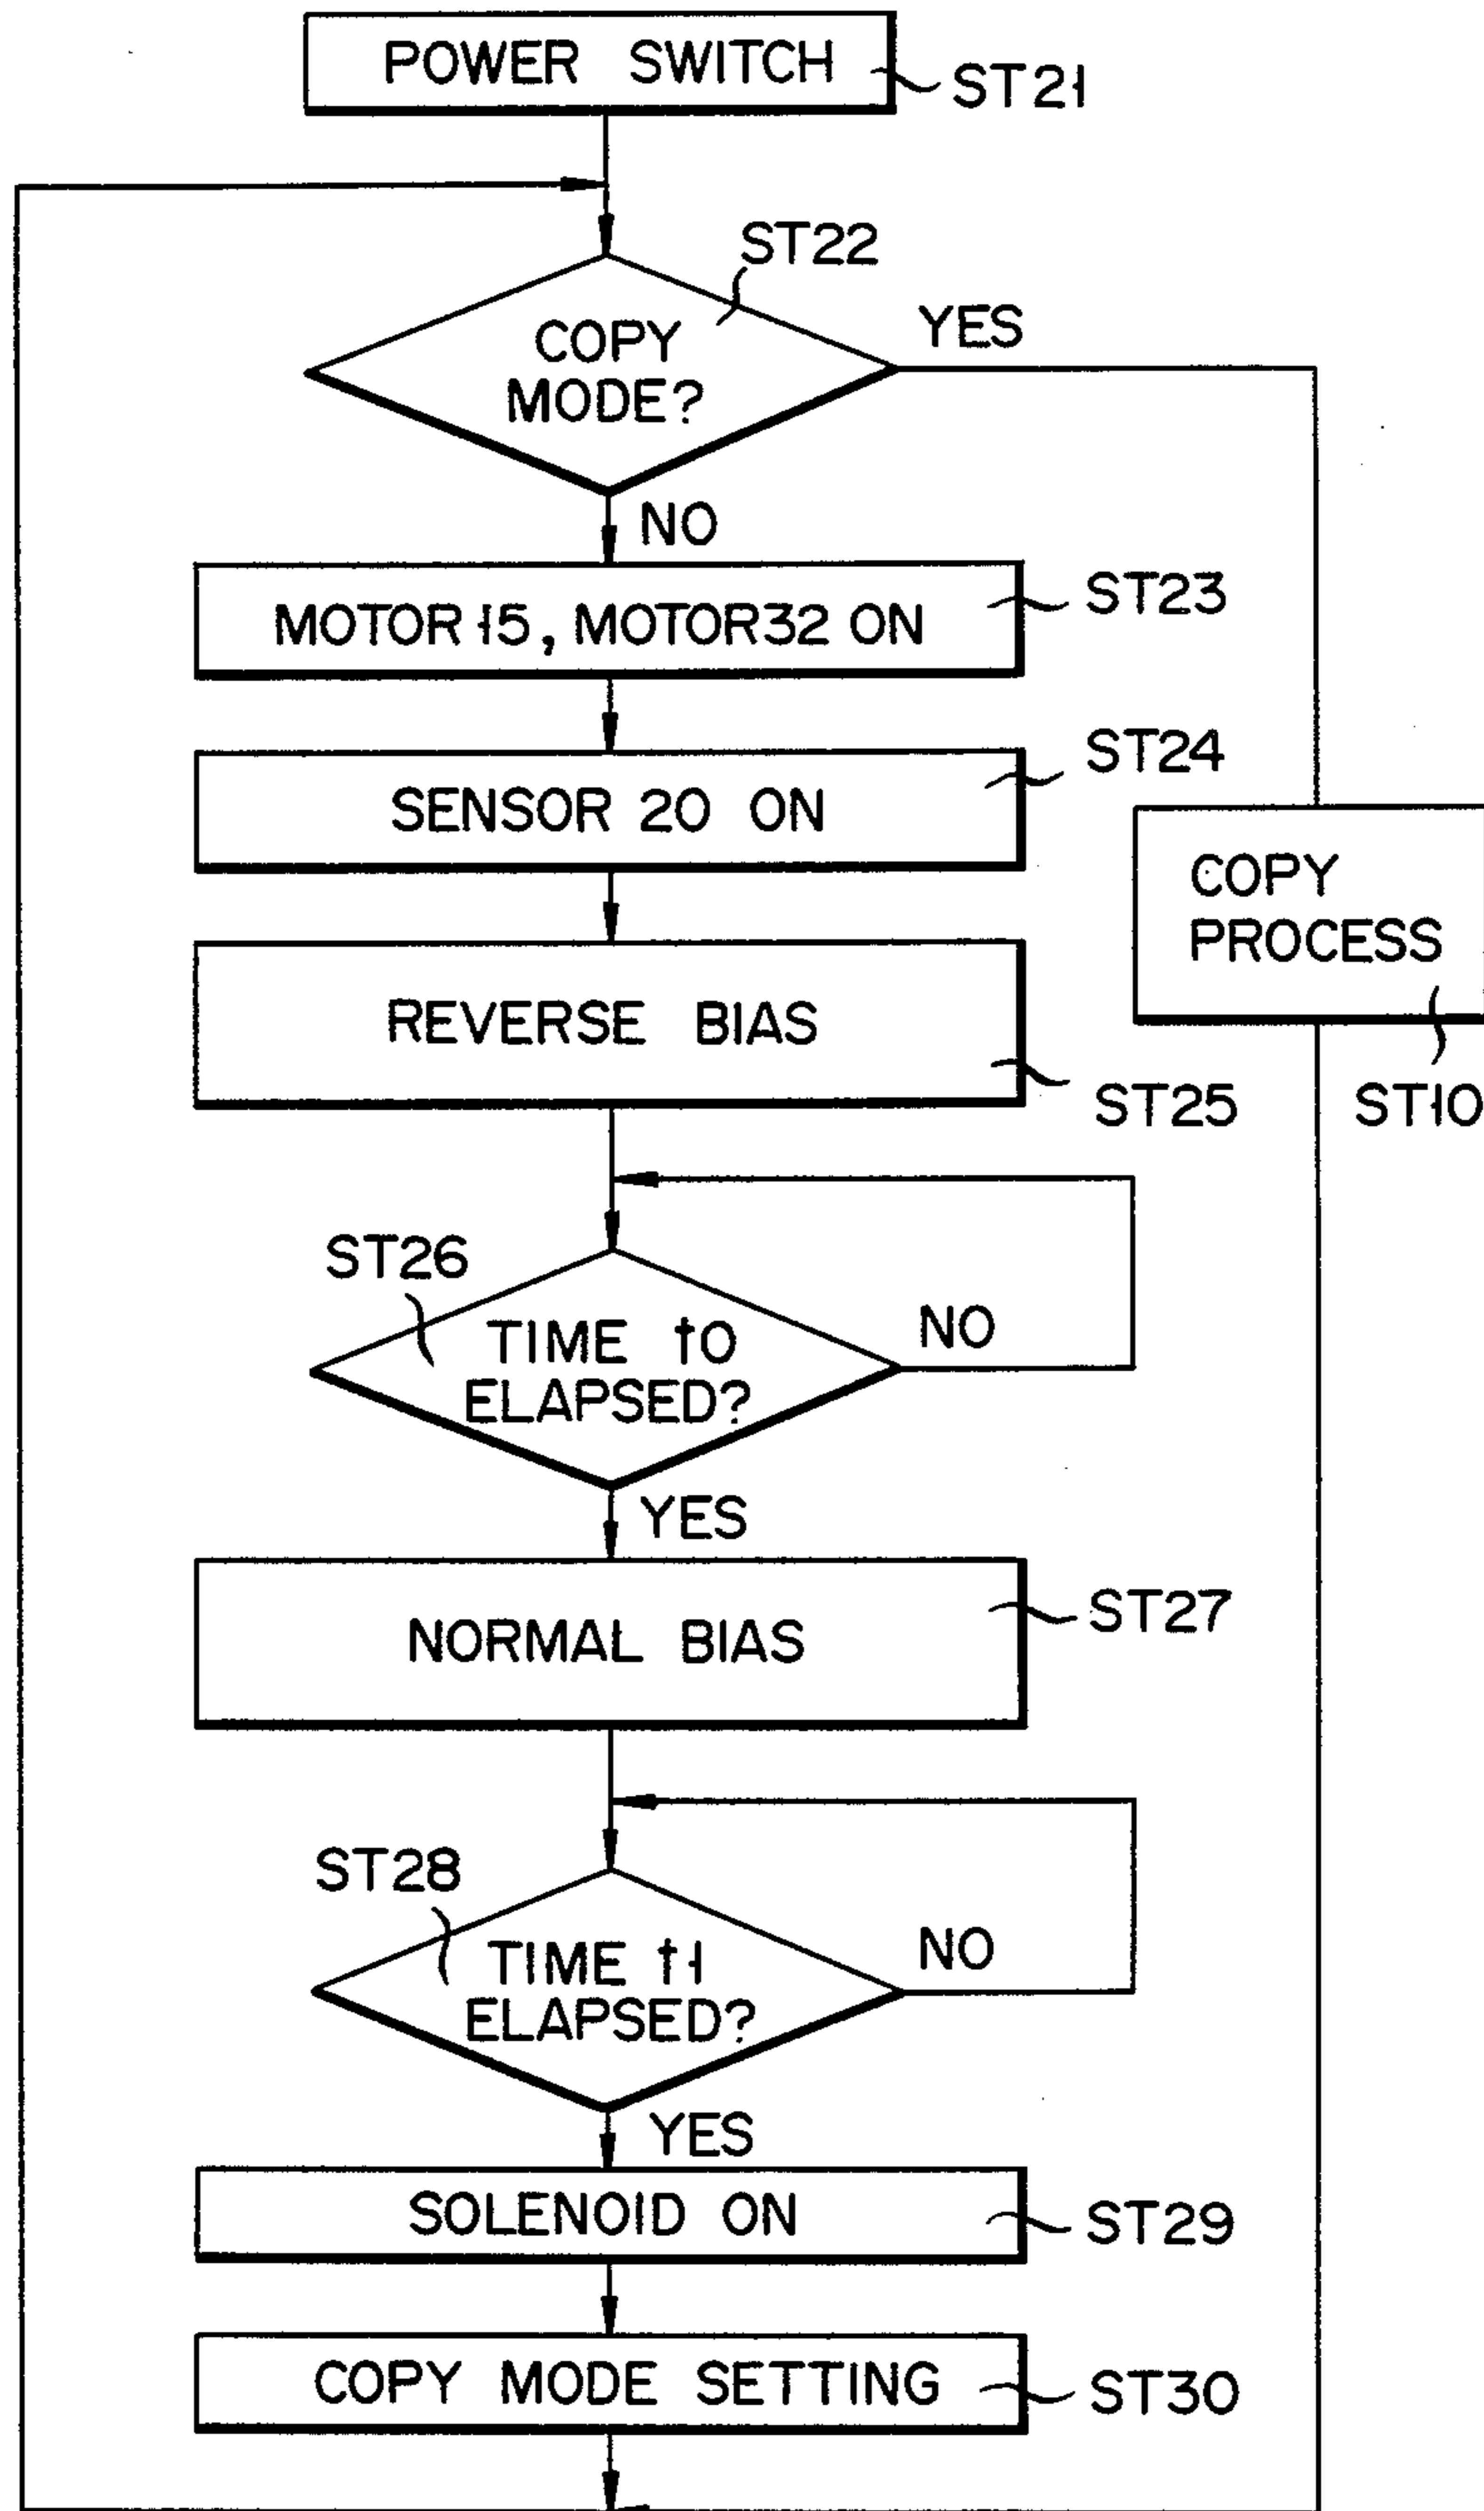 POWER SWITCH
ST21
ST22
COPY
MODE?
YES
NO
MOTOR 15, MOTOR 32 ON
ST23
SENSOR 20 ON
ST24
COPY
PROCESS
ST10
REVERSE BIAS
ST25
ST26
TIME t0
ELAPSED?
NO
YES
NORMAL BIAS
ST27
ST28
TIME t1
ELAPSED?
NO
YES
SOLENOID ON
ST29
COPY MODE SETTING
ST30